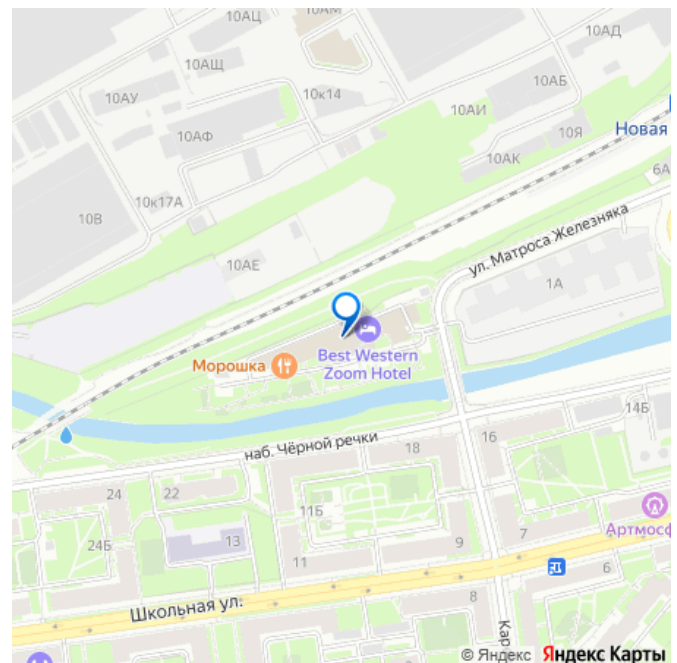 10АЦ
10АМ
10АД
10АЩ
10АБ
10АУ
10к14
10АИ
10Я
Новая
10АФ
10АК
6А
10к17А
10В
ул. Матроса Железняка
10АЕ
1А
Best Western
Zoom Hotel
Морошка
14Б
16
наб. Чёрной речки
18
24
22
11Б
Артмосф
24Б
13
9
7
11
6
8
Школьная ул.
Кар
© Яндекс Яндекс Карты